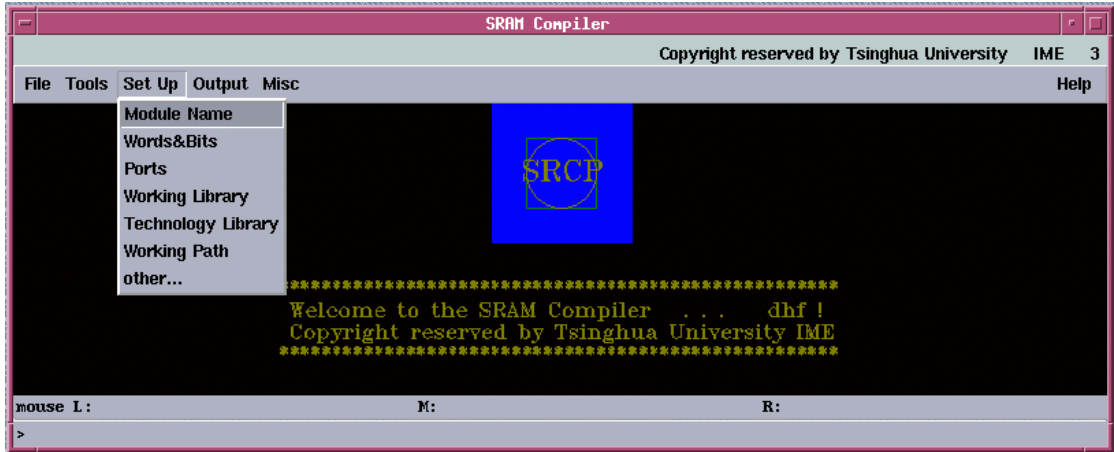 SRAM Compiler
Copyright reserved by Tsinghua University IME 3
File Tools Set Up Output Misc Help
Module Name
Words&Bits
Ports
Working Library
Technology Library
Working Path
other...
SRCP
*******************************************************
Welcome to the SRAM Compiler ... dhf !
Copyright reserved by Tsinghua University IME
*******************************************************
mouse L: M: R:
>